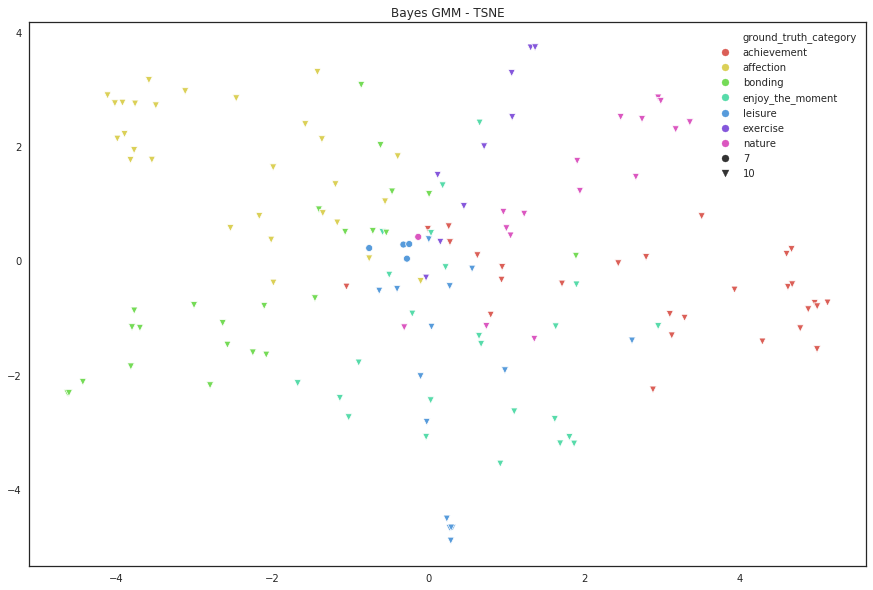 Bayes GMM - TSNE
ground_truth_category
achievement
affection
bonding
enjoy_the_moment
leisure
exercise
nature
7
10
4
2
0
−2
−4
−4
−2
0
2
4